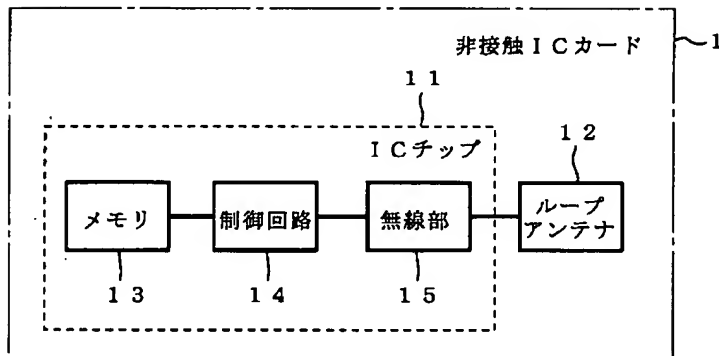 非接触ICカード
1
11
ICチップ
12
メモリ
制御回路
無線部
ループ
アンテナ
13
14
15